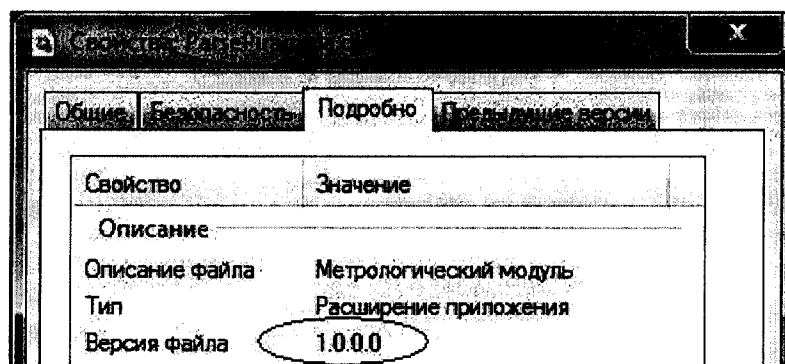 Свойства:
Общие Безопасность Подробно Предыдущие версии
Свойство Значение
Описание
Описание файла Метрологический модуль
Тип Расширение приложения
Версия файла 1.0.0.0